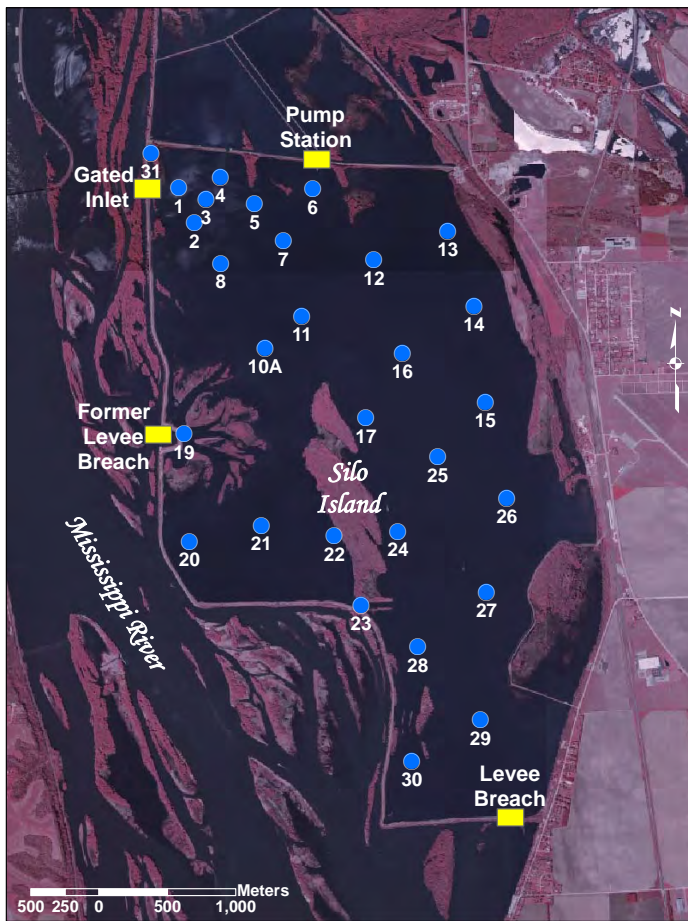 Pump
Station
31
Gated
Inlet
1
4
3
5
6
2
7
13
8
12
11
14
10A
16
Former
Levee
Breach
15
17
19
25
Silo
Island
26
Mississippi River
20
21
22
24
23
27
28
29
30
Levee
Breach
Meters
500 250 0 500 1,000
N